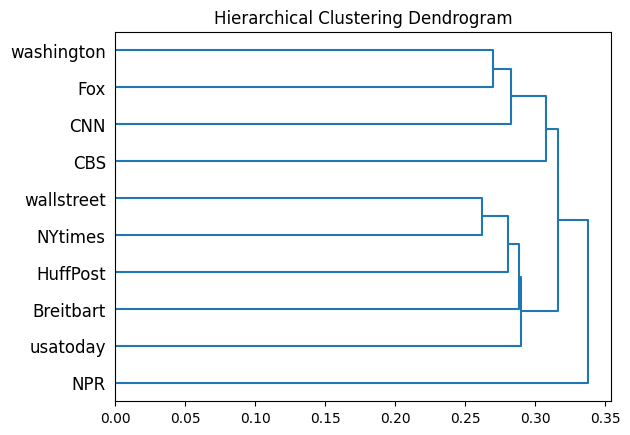 Hierarchical Clustering Dendrogram
washington
Fox
CNN
CBS
wallstreet
NYtimes
HuffPost
Breitbart
usatoday
NPR
0.00 0.05 0.10 0.15 0.20 0.25 0.30 0.35